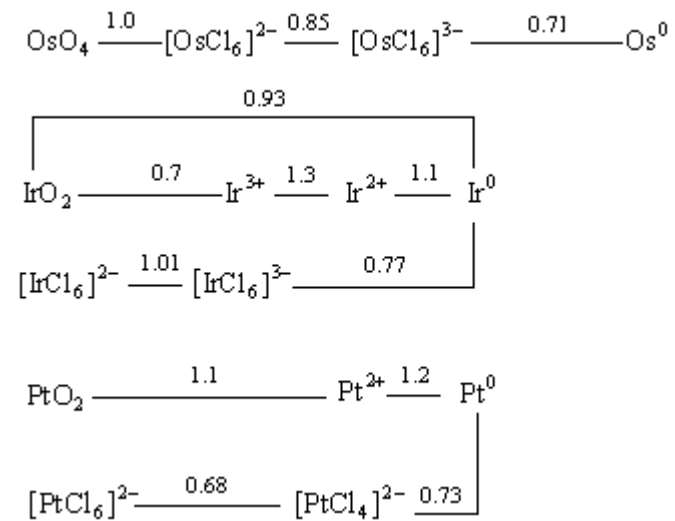 OsO₄ 1.0 [OsCl₆]²⁻ 0.85 [OsCl₆]³⁻ 0.71 Os⁰
0.93
IrO₂ 0.7 Ir³⁺ 1.3 Ir²⁺ 1.1 Ir⁰
[IrCl₆]²⁻ 1.01 [IrCl₆]³⁻ 0.77
PtO₂ 1.1 Pt²⁺ 1.2 Pt⁰
[PtCl₆]²⁻ 0.68 [PtCl₄]²⁻ 0.73